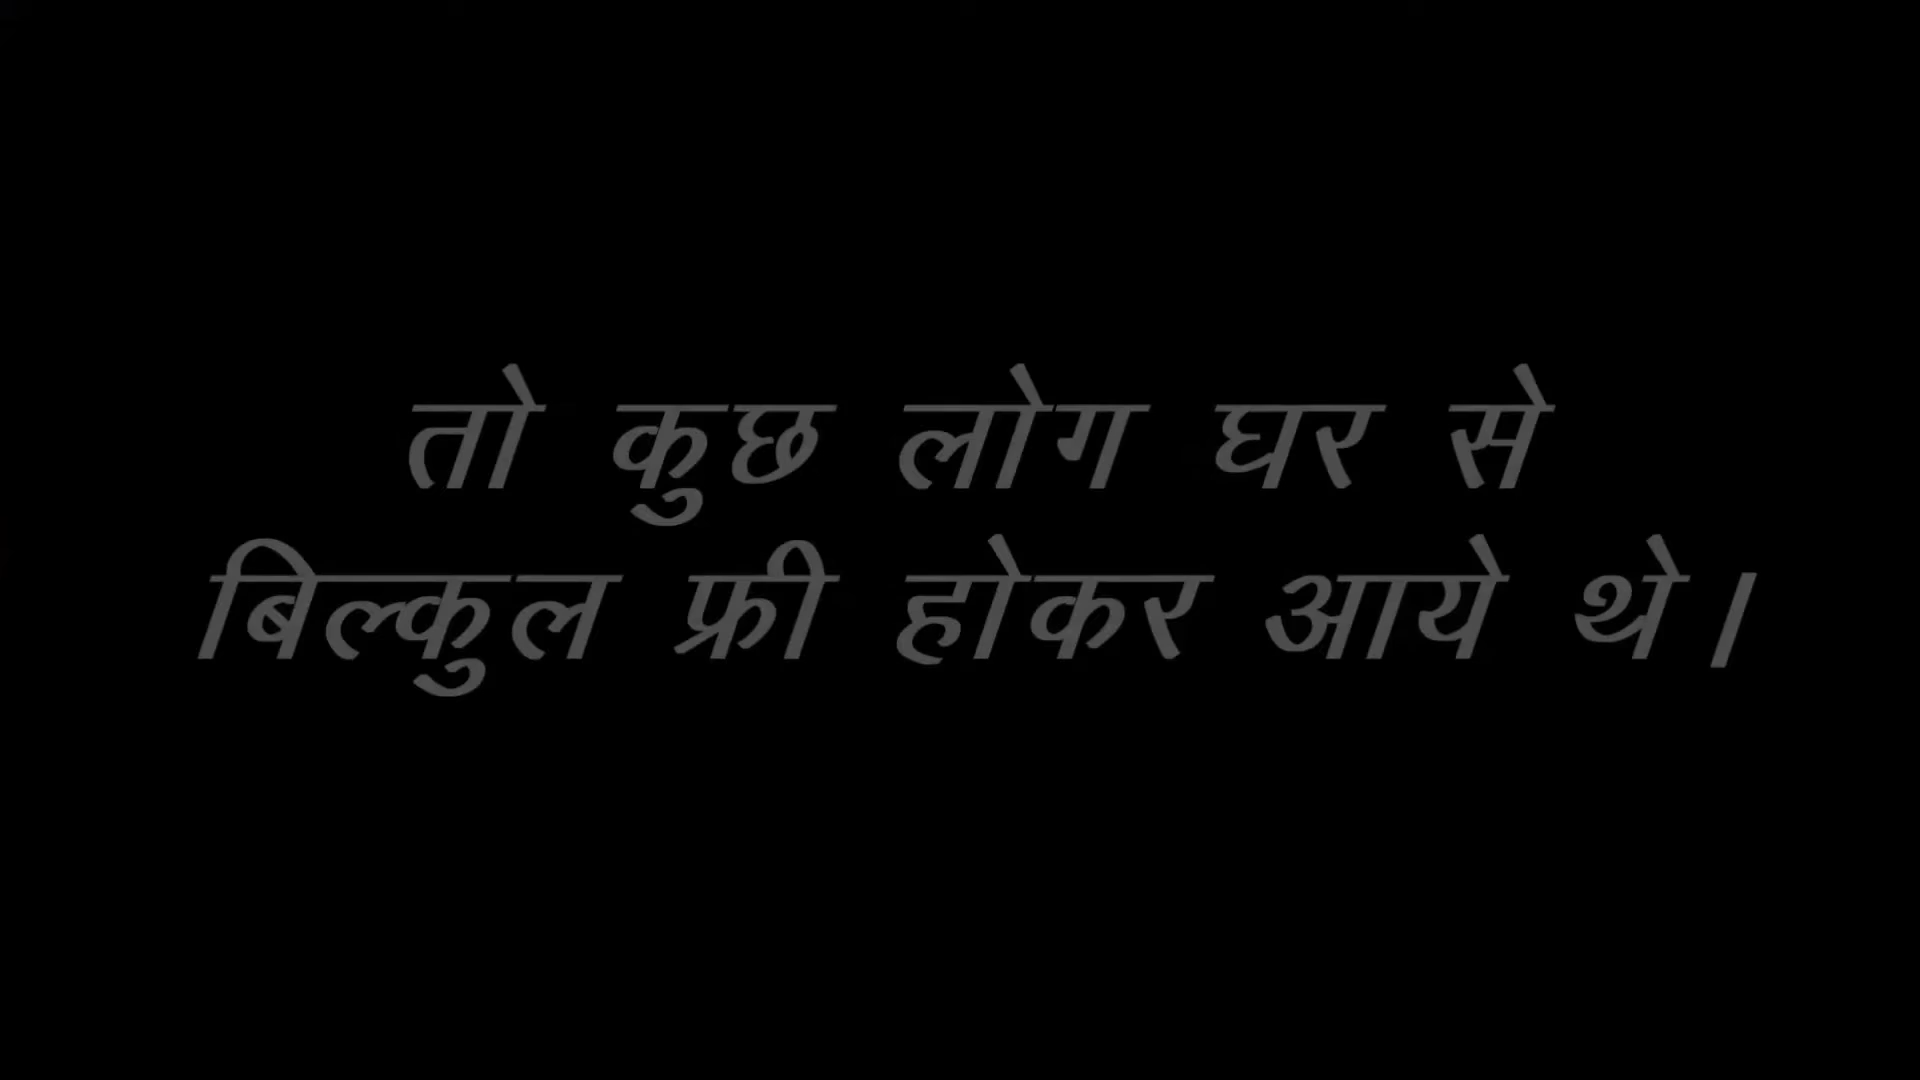 तो कुछ लोग घर से
बिल्कुल फ्री होकर आये थे।